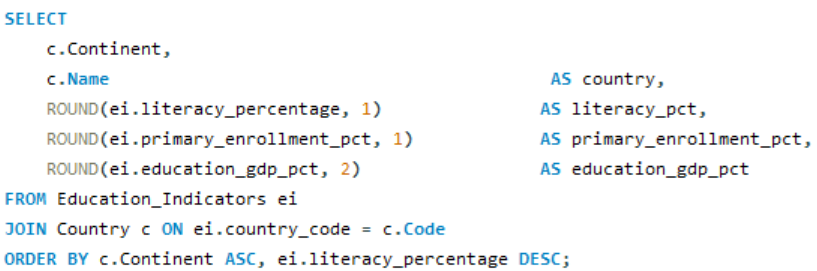 SELECT
    c.Continent,
    c.Name                                          AS country,
    ROUND(ei.literacy_percentage, 1)                AS literacy_pct,
    ROUND(ei.primary_enrollment_pct, 1)             AS primary_enrollment_pct,
    ROUND(ei.education_gdp_pct, 2)                  AS education_gdp_pct
FROM Education_Indicators ei
JOIN Country c ON ei.country_code = c.Code
ORDER BY c.Continent ASC, ei.literacy_percentage DESC;